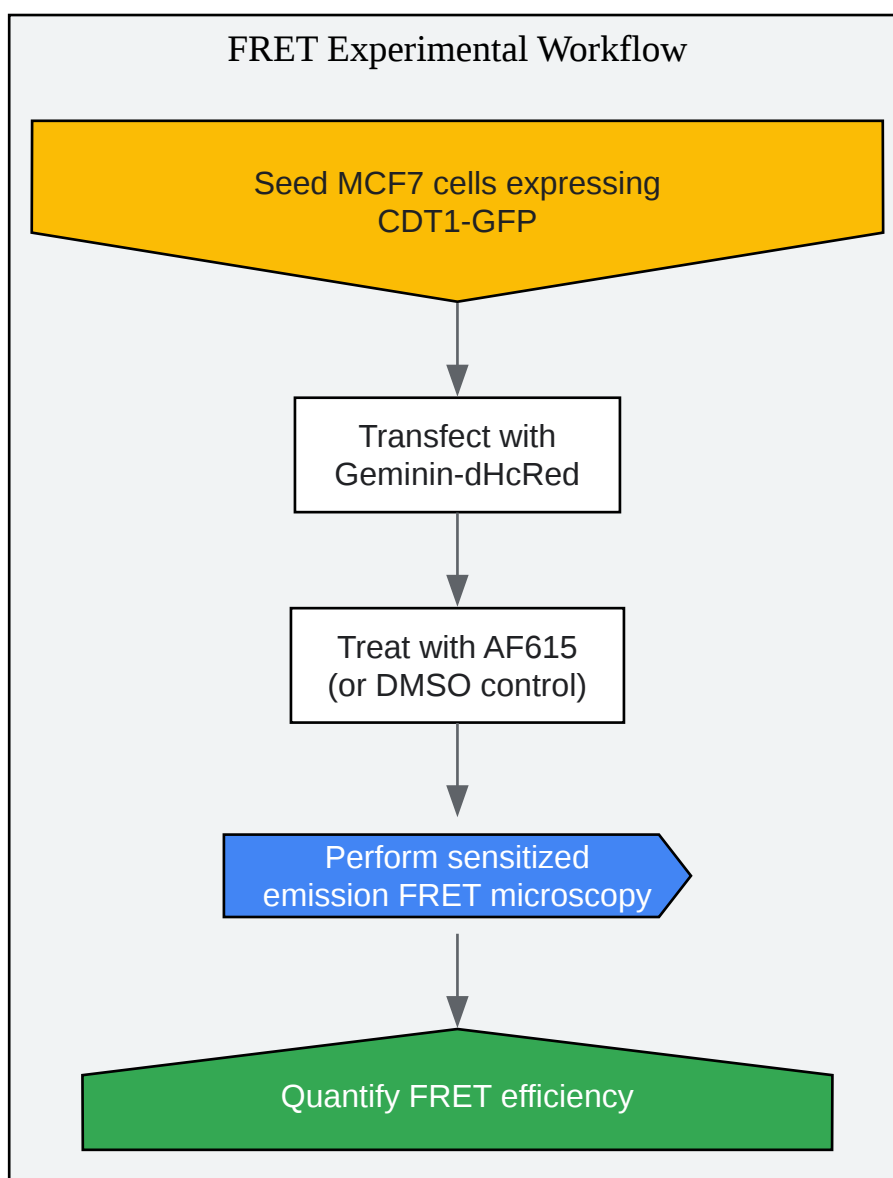 FRET Experimental Workflow
Seed MCF7 cells expressing
CDT1-GFP
Transfect with
Geminin-dHcRed
Treat with AF615
(or DMSO control)
Perform sensitized
emission FRET microscopy
Quantify FRET efficiency